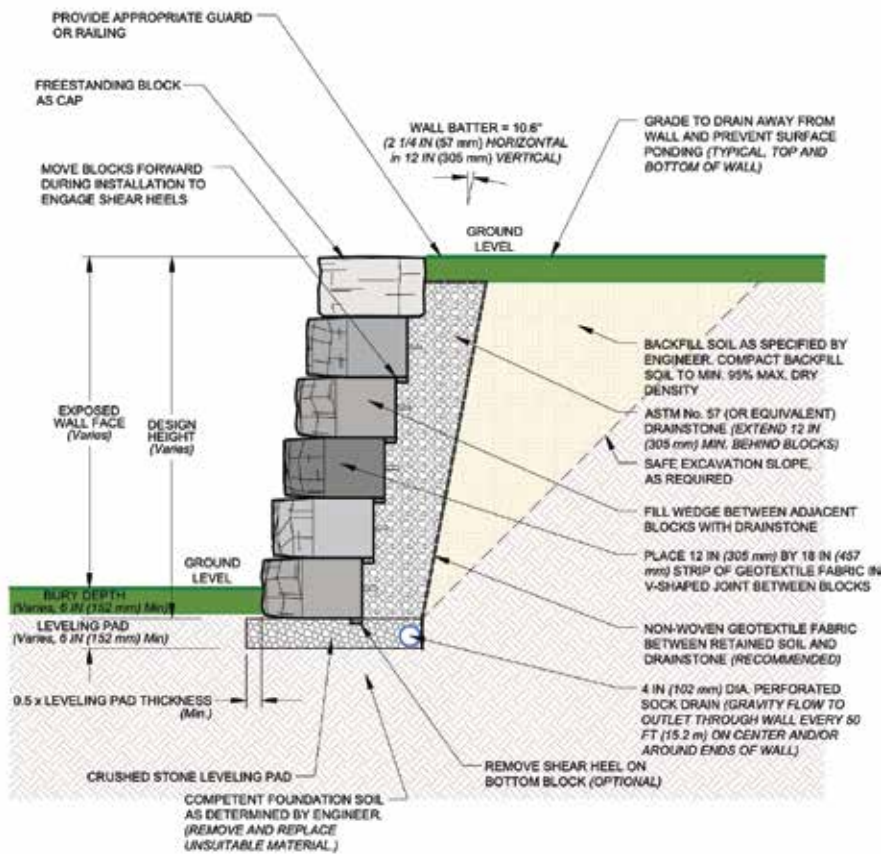 PROVIDE APPROPRIATE GUARD
OR RAILING
FREESTANDING BLOCK
AS CAP
WALL BATTER = 10.6°
(2 1/4 IN (57 mm) HORIZONTAL
in 12 IN (305 mm) VERTICAL)
GRADE TO DRAIN AWAY FROM
WALL AND PREVENT SURFACE
PONDING (TYPICAL, TOP AND
BOTTOM OF WALL)
MOVE BLOCKS FORWARD
DURING INSTALLATION TO
ENGAGE SHEAR HEELS
GROUND
LEVEL
BACKFILL SOIL AS SPECIFIED BY
ENGINEER. COMPACT BACKFILL
SOIL TO MIN. 95% MAX. DRY
DENSITY
EXPOSED
WALL FACE
(Varies)
DESIGN
HEIGHT
(Varies)
ASTM No. 57 (OR EQUIVALENT)
DRAINSTONE (EXTEND 12 IN
(305 mm) MIN. BEHIND BLOCKS)
SAFE EXCAVATION SLOPE,
AS REQUIRED
FILL WEDGE BETWEEN ADJACENT
BLOCKS WITH DRAINSTONE
GROUND
LEVEL
PLACE 12 IN (305 mm) BY 18 IN (457
mm) STRIP OF GEOTEXTILE FABRIC IN
V-SHAPED JOINT BETWEEN BLOCKS
BURY DEPTH
(Varies, 6 IN (152 mm) Min)
LEVELING PAD
(Varies, 6 IN (152 mm) Min)
NON-WOVEN GEOTEXTILE FABRIC
BETWEEN RETAINED SOIL AND
DRAINSTONE (RECOMMENDED)
0.5 x LEVELING PAD THICKNESS
(Min.)
4 IN (102 mm) DIA. PERFORATED
SOCK DRAIN (GRAVITY FLOW TO
OUTLET THROUGH WALL EVERY 50
FT (15.2 m) ON CENTER AND/OR
AROUND ENDS OF WALL)
CRUSHED STONE LEVELING PAD
REMOVE SHEAR HEEL ON
BOTTOM BLOCK (OPTIONAL)
COMPETENT FOUNDATION SOIL
AS DETERMINED BY ENGINEER.
(REMOVE AND REPLACE
UNSUITABLE MATERIAL.)